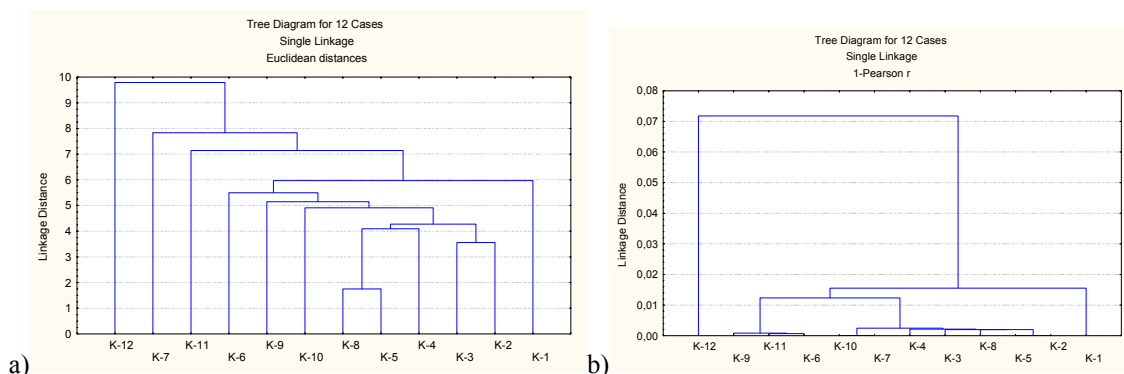 Tree Diagram for 12 Cases
Single Linkage
Euclidean distances
10
9
8
7
6
5
4
3
2
1
0
Linkage Distance
K-12 K-11 K-9 K-8 K-4 K-2
K-7 K-6 K-10 K-5 K-3 K-1
a)
Tree Diagram for 12 Cases
Single Linkage
1-Pearson r
0,08
0,07
0,06
0,05
0,04
0,03
0,02
0,01
0,00
Linkage Distance
K-12 K-11 K-10 K-4 K-8 K-2
K-9 K-6 K-7 K-3 K-5 K-1
b)